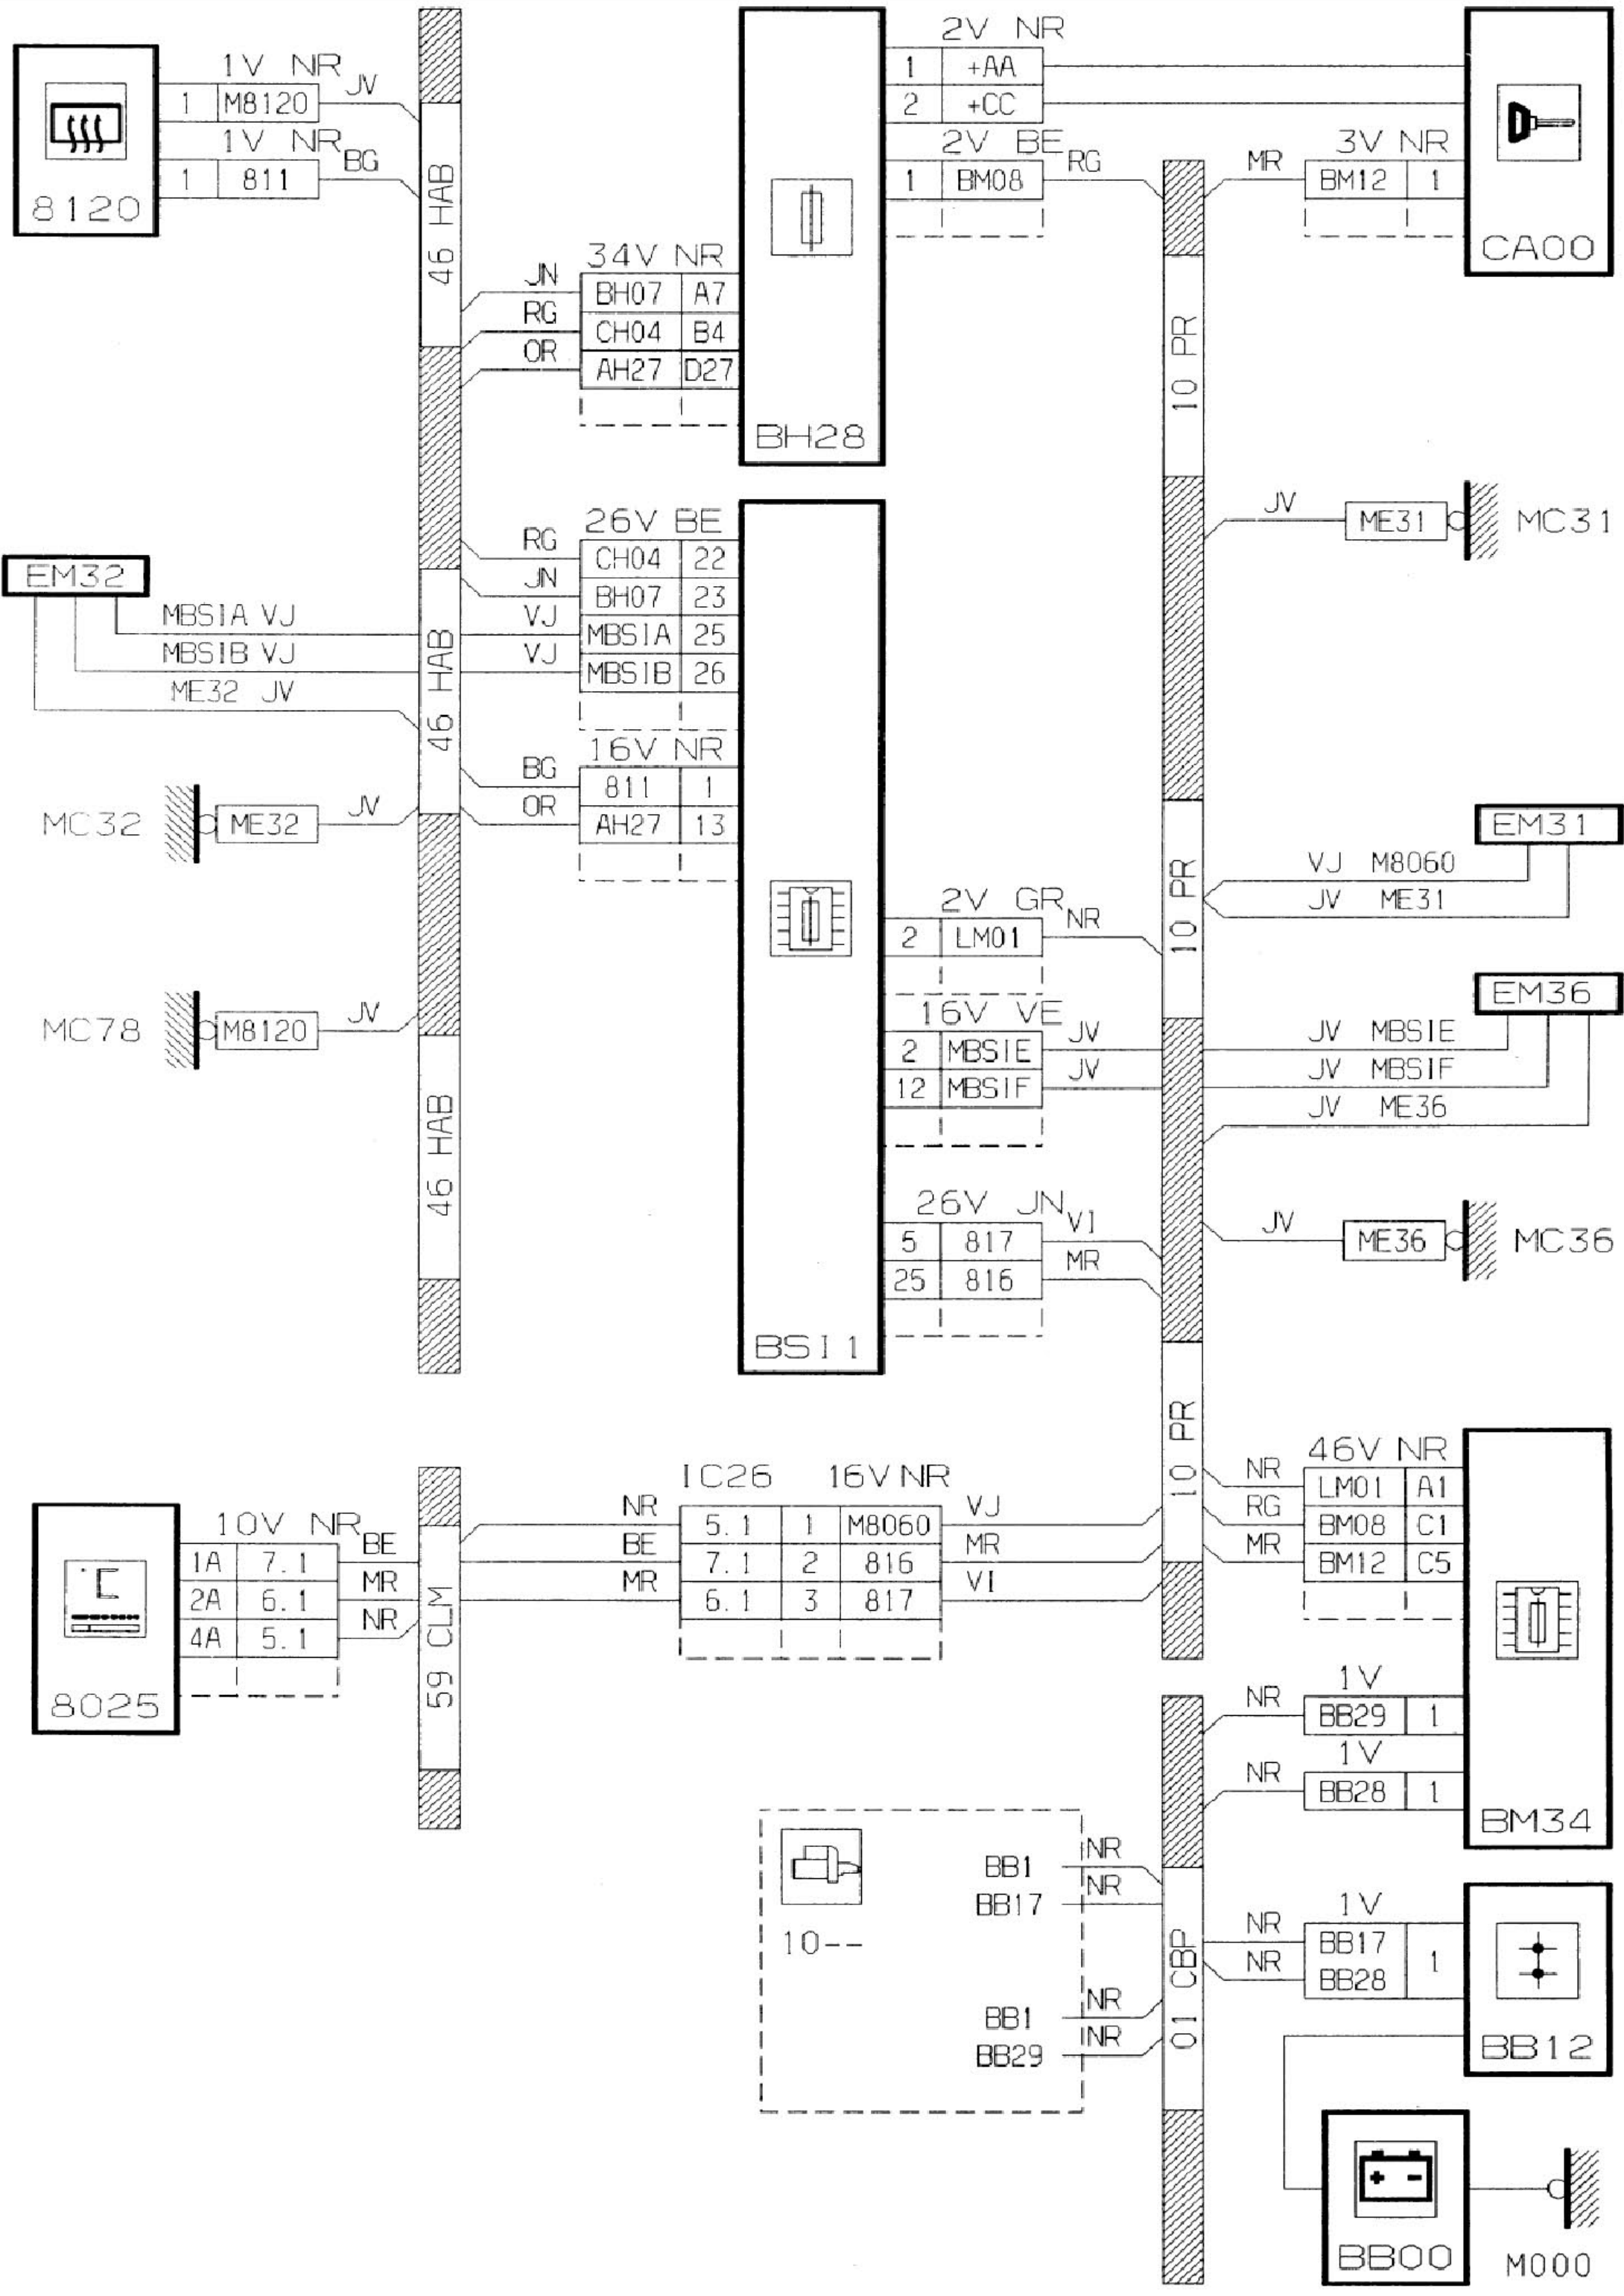 1V NR
1 M8120 JV
1V NR
1 811 BG
8120
46 HAB
34V NR
JN BH07 A7
RG CH04 B4
OR AH27 D27
BH28
2V NR
1 +AA
2 +CC
2V BE
1 BM08 RG
MR
3V NR
BM12 1
CA00
10 PR
JV ME31 MC31
26V BE
RG CH04 22
JN BH07 23
VJ MBSIA 25
VJ MBSIB 26
EM32
MBSIA VJ
MBSIB VJ
ME32 JV
46 HAB
16V NR
BG 811 1
OR AH27 13
MC32 ME32 JV
MC78 M8120 JV
46 HAB
2V GR
2 LM01 NR
16V VE
2 MBSIE JV
12 MBSIF JV
26V JN
5 817 VI
25 816 MR
BSI1
10 PR
EM31
VJ M8060
JV ME31
EM36
JV MBSIE
JV MBSIF
JV ME36
JV ME36 MC36
10 PR
10V NR
1A 7.1 BE
2A 6.1 MR
4A 5.1 NR
8025
59 CLM
IC26 16V NR
NR 5.1 1 M8060 VJ
BE 7.1 2 816 MR
MR 6.1 3 817 VI
46V NR
NR LM01 A1
RG BM08 C1
MR BM12 C5
1V
NR BB29 1
1V
NR BB28 1
BM34
10--
BB1 NR
BB17 NR
BB1 NR
BB29 NR
01 CBP
1V
NR BB17
NR BB28
1
BB12
+ -
BB00
M000